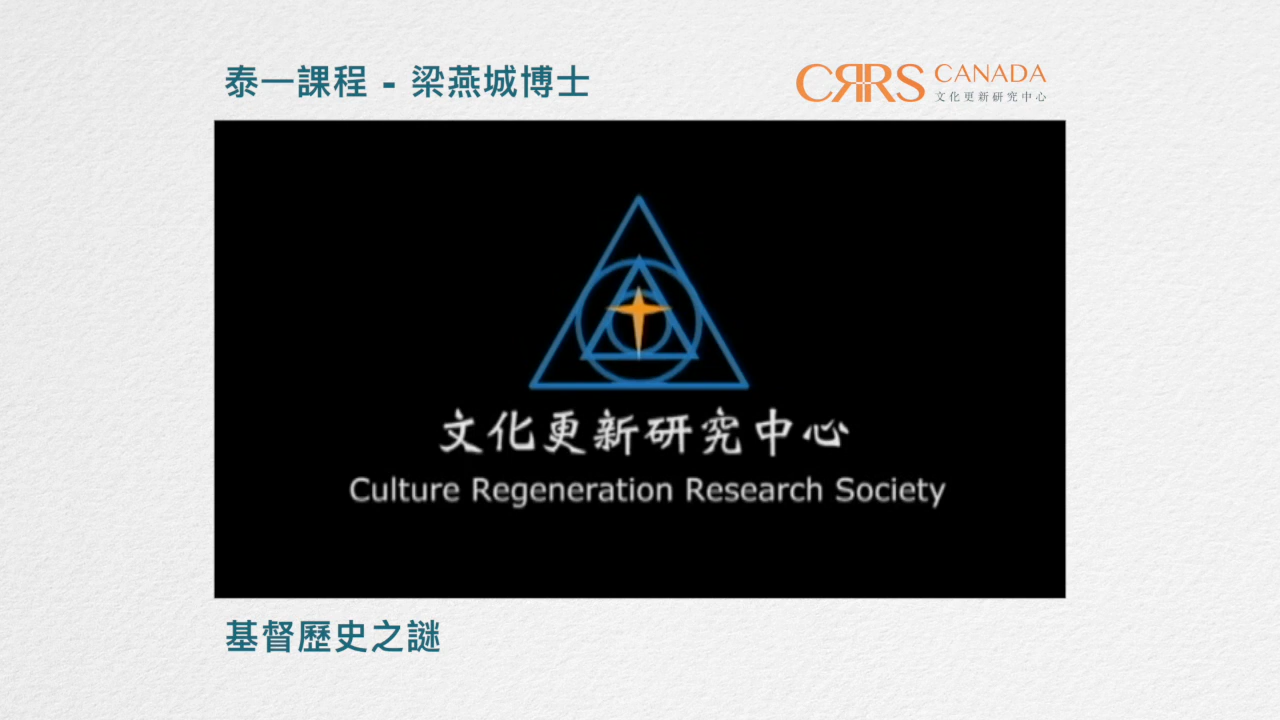 泰一課程 - 梁燕城博士
CRRS CANADA
文化更新研究中心
文化更新研究中心
Culture Regeneration Research Society
基督歷史之謎